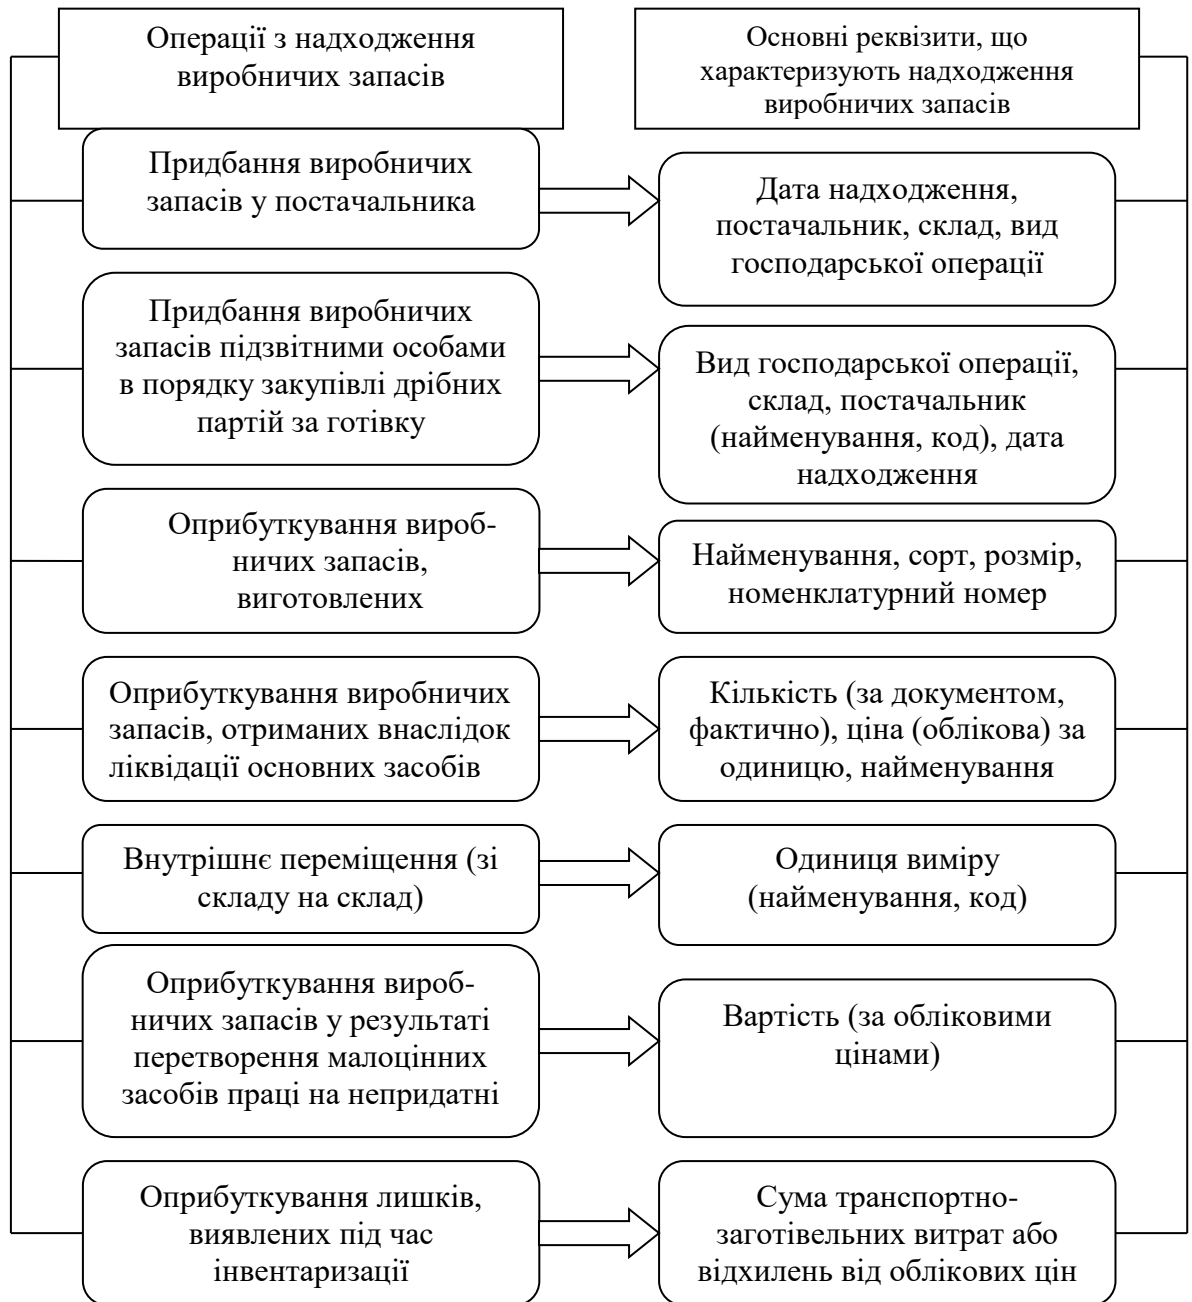 Операції з надходження
виробничих запасів
Основні реквізити, що
характеризують надходження
виробничих запасів
Придбання виробничих
запасів у постачальника
Дата надходження,
постачальник, склад, вид
господарської операції
Придбання виробничих
запасів підзвітними особами
в порядку закупівлі дрібних
партій за готівку
Вид господарської операції,
склад, постачальник
(найменування, код), дата
надходження
Оприбуткування вироб-
ничих запасів,
виготовлених
Найменування, сорт, розмір,
номенклатурний номер
Оприбуткування виробничих
запасів, отриманих внаслідок
ліквідації основних засобів
Кількість (за документом,
фактично), ціна (облікова) за
одиницю, найменування
Внутрішнє переміщення (зі
складу на склад)
Одиниця виміру
(найменування, код)
Оприбуткування вироб-
ничих запасів у результаті
перетворення малоцінних
засобів праці на непридатні
Вартість (за обліковими
цінами)
Оприбуткування лишків,
виявлених під час
інвентаризації
Сума транспортно-
заготівельних витрат або
відхилень від облікових цін